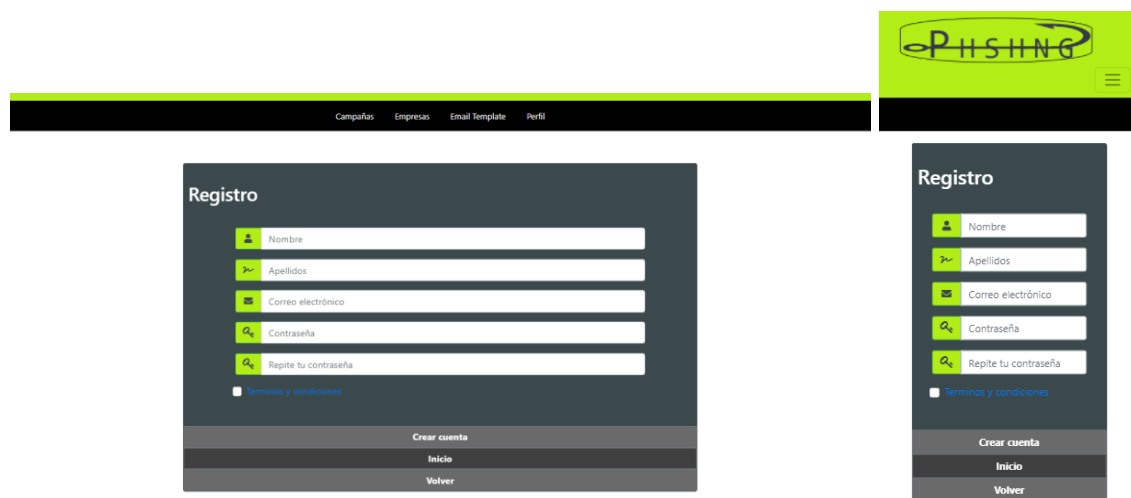 PHSHNG
Campañas Empresas Email Template Perfil
Registro
Nombre
Apellidos
Correo electrónico
Contraseña
Repite tu contraseña
Terminos y condiciones
Crear cuenta
Inicio
Volver
Registro
Nombre
Apellidos
Correo electrónico
Contraseña
Repite tu contraseña
Terminos y condiciones
Crear cuenta
Inicio
Volver